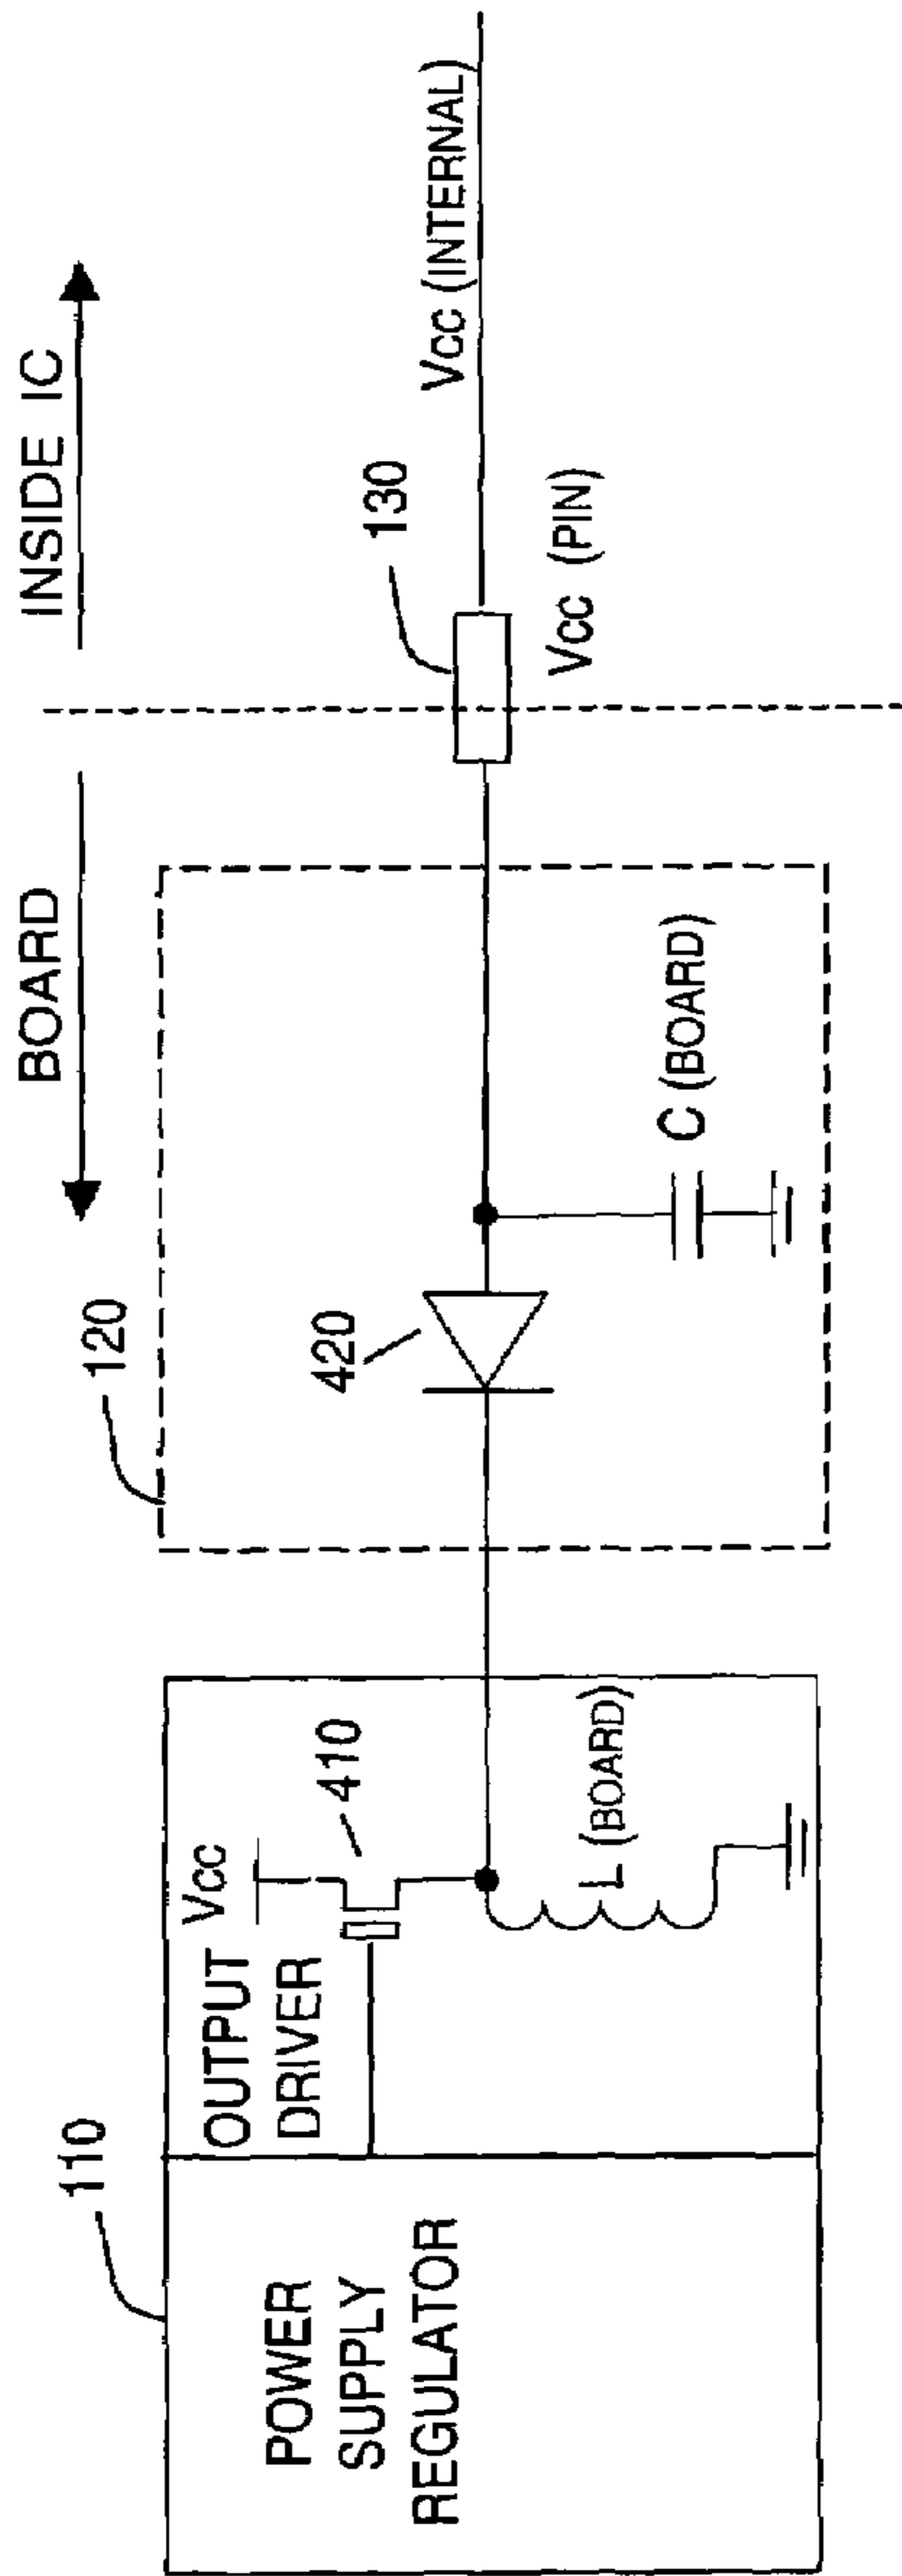 BOARD
INSIDE IC
110
120
OUTPUT
DRIVER
Vcc
410
POWER
SUPPLY
REGULATOR
L (BOARD)
420
C (BOARD)
130
Vcc (PIN)
Vcc (INTERNAL)